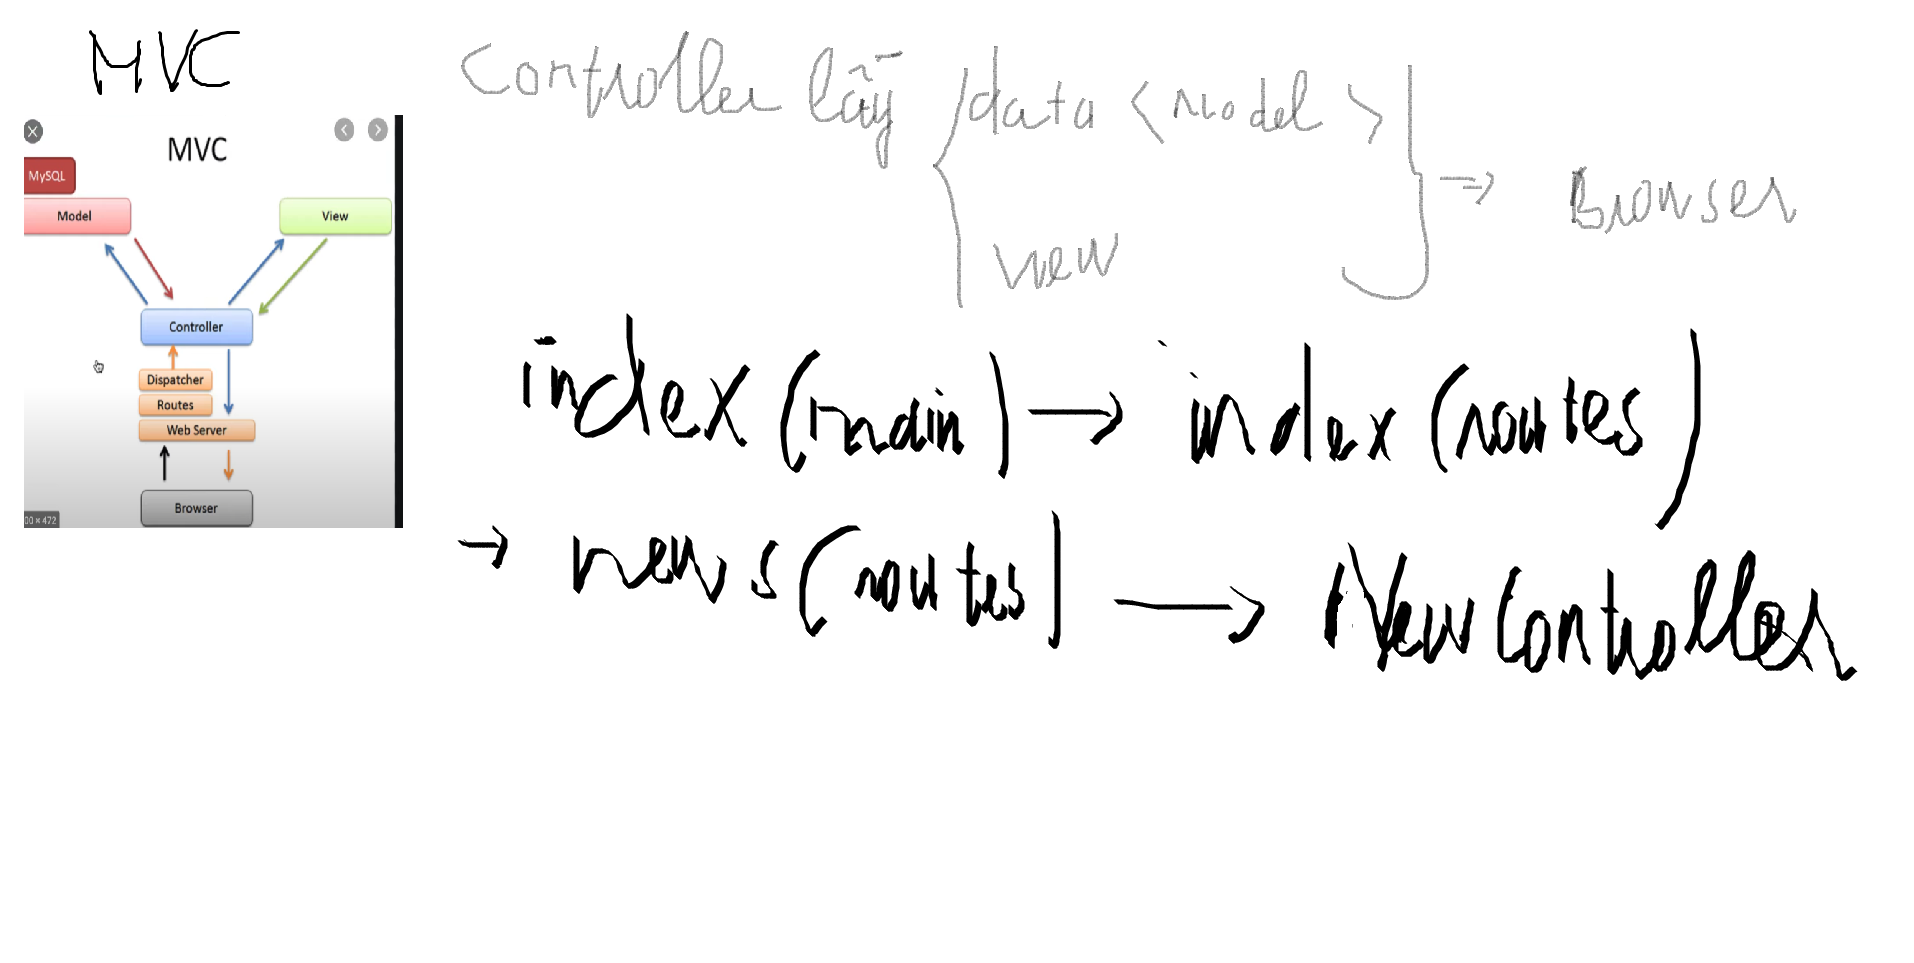 MVC
Controller lẫy { data <model> } => Browser
view
MVC
MySQL
Model
View
Controller
Dispatcher
Routes
Web Server
Browser
00 × 472
index (main) → index (routes)
→ news (routes) → NewController